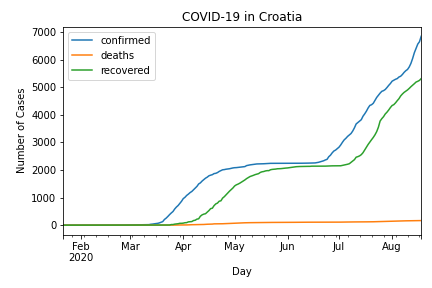 COVID-19 in Croatia
confirmed
deaths
recovered
Number of Cases
7000
6000
5000
4000
3000
2000
1000
0
Feb Mar Apr May Jun Jul Aug
2020
Day